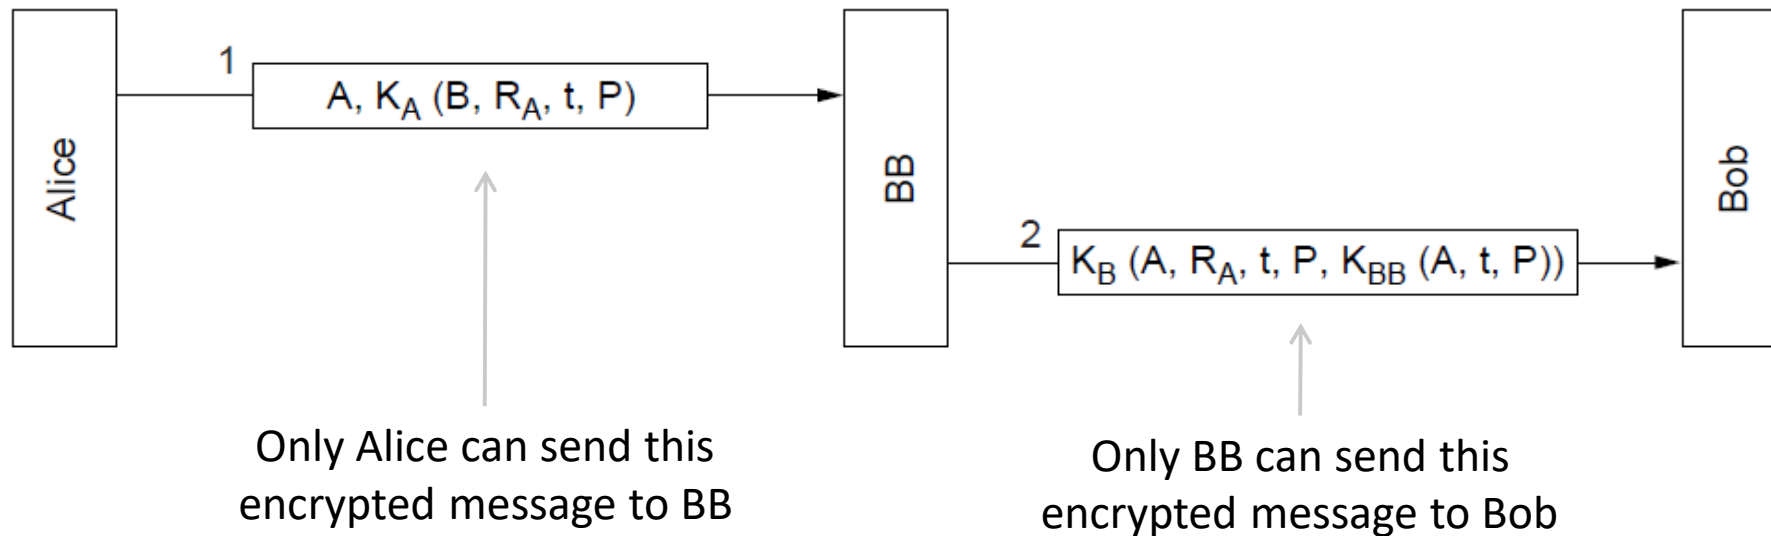 Alice
1
A, K_A (B, R_A, t, P)
BB
2
K_B (A, R_A, t, P, K_BB (A, t, P))
Bob
Only Alice can send this
encrypted message to BB
Only BB can send this
encrypted message to Bob